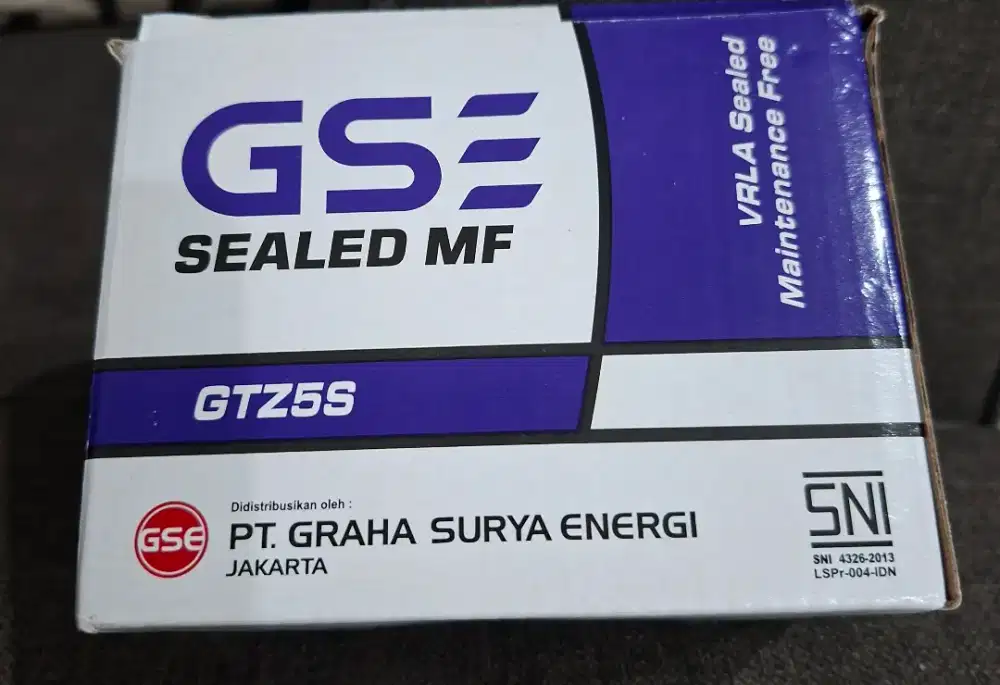 GSE
SEALED MF
VRLA Sealed
Maintenance Free
GTZ5S
GSE
Didistribusikan oleh :
PT. GRAHA SURYA ENERGI
JAKARTA
SNI
SNI 4326-2013
LSPr-004-IDN